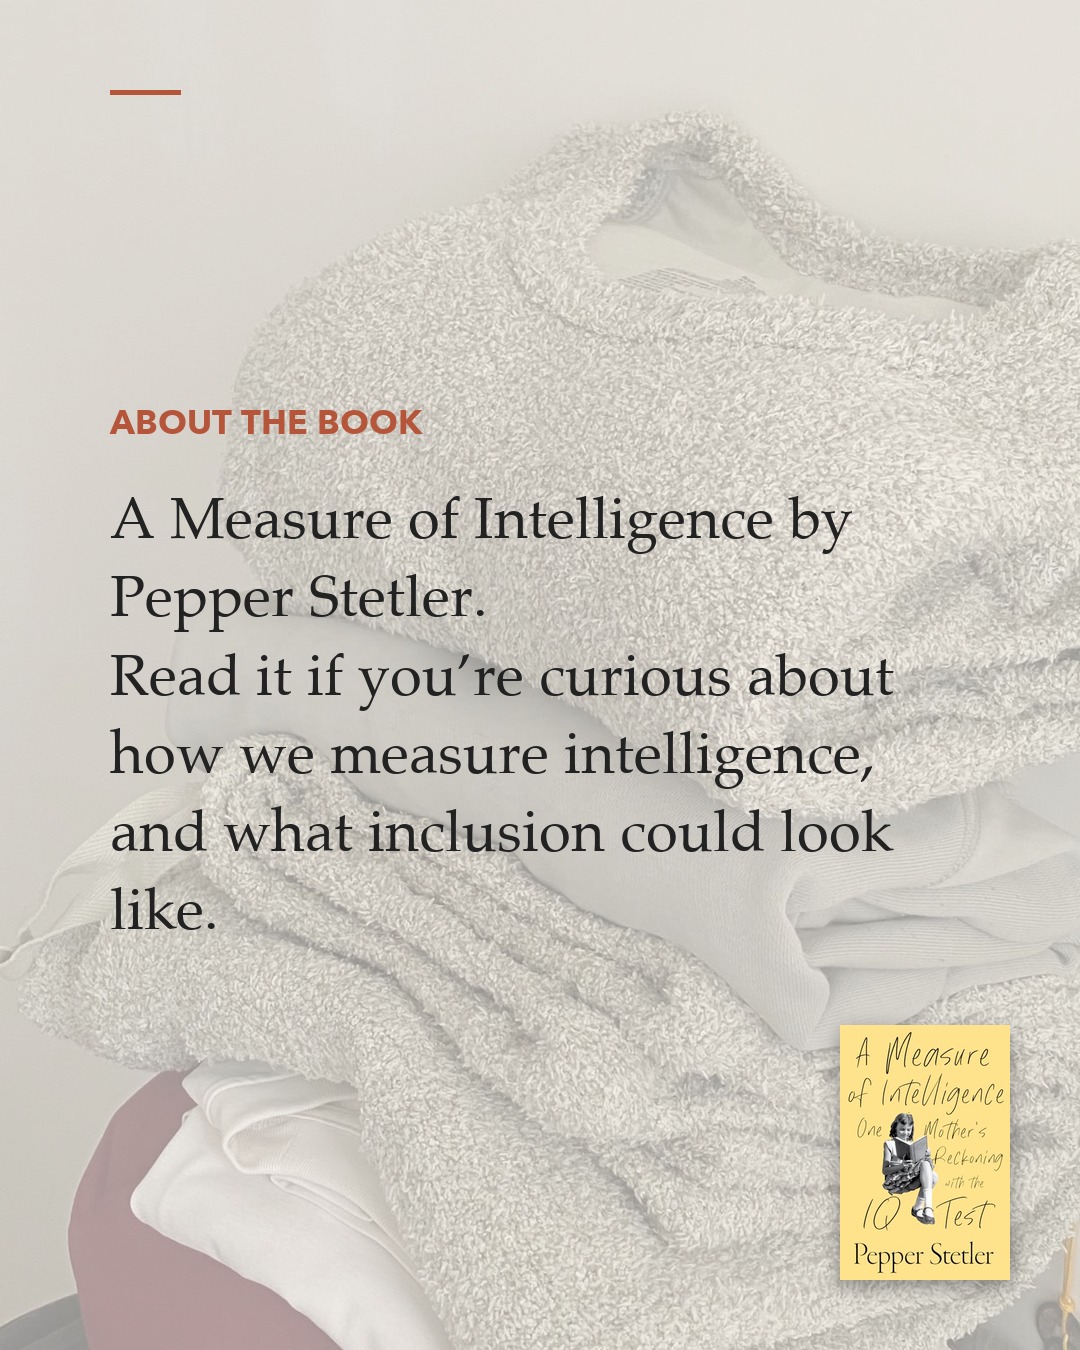 ABOUT THE BOOK
A Measure of Intelligence by
Pepper Stetler.
Read it if you’re curious about
how we measure intelligence,
and what inclusion could look
like.
A Measure
of Intelligence
One Mother's
Reckoning
with the
IQ Test
Pepper Stetler